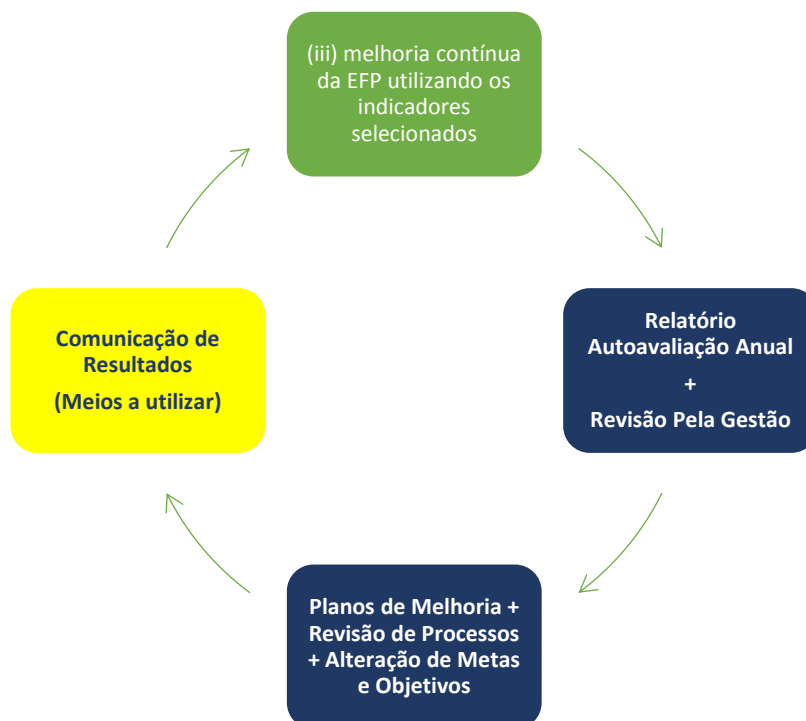 (iii) melhoria contínua
da EFP utilizando os
indicadores
selecionados
Relatório
Autoavaliação Anual
+
Revisão Pela Gestão
Planos de Melhoria +
Revisão de Processos
+ Alteração de Metas
e Objetivos
Comunicação de
Resultados
(Meios a utilizar)